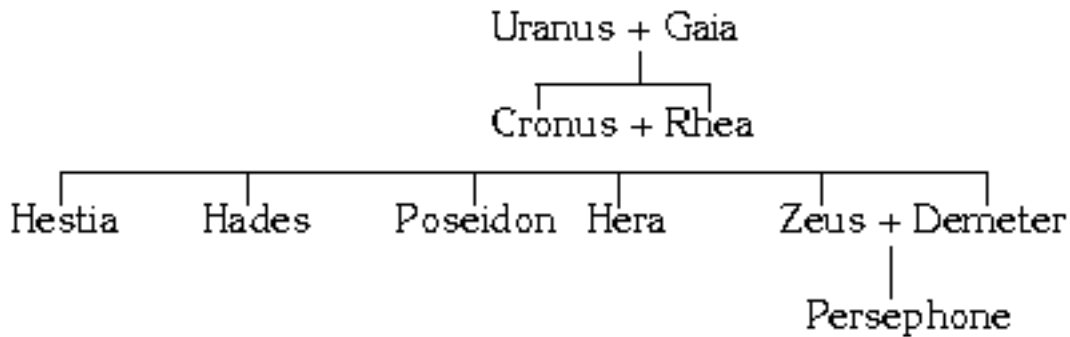 Uranus + Gaia
Cronus + Rhea
Hestia Hades Poseidon Hera Zeus + Demeter
Persephone